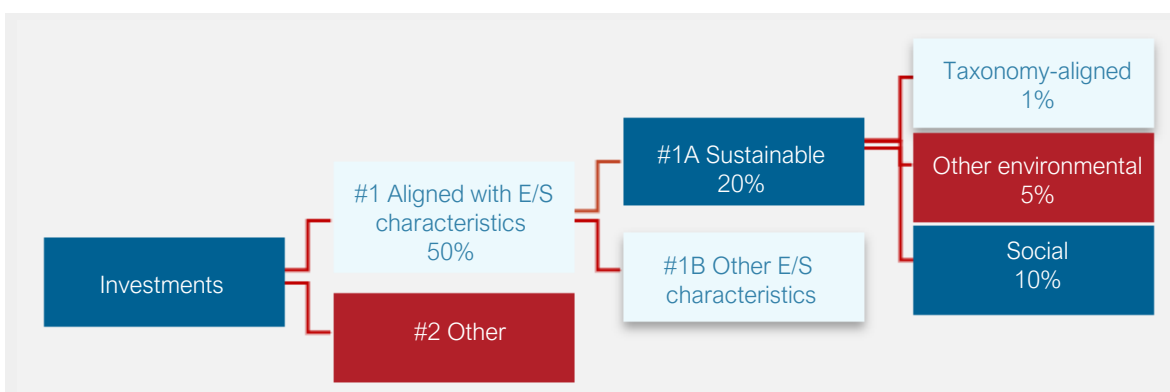 Investments
#1 Aligned with E/S
characteristics
50%
#2 Other
#1A Sustainable
20%
#1B Other E/S
characteristics
Taxonomy-aligned
1%
Other environmental
5%
Social
10%